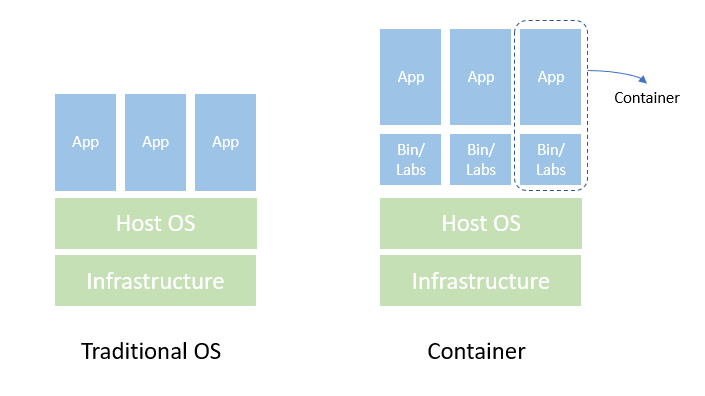 App App App
Host OS
Infrastructure
Traditional OS
App App App
Bin/ Bin/ Bin/
Labs Labs Labs
Host OS
Infrastructure
Container
Container